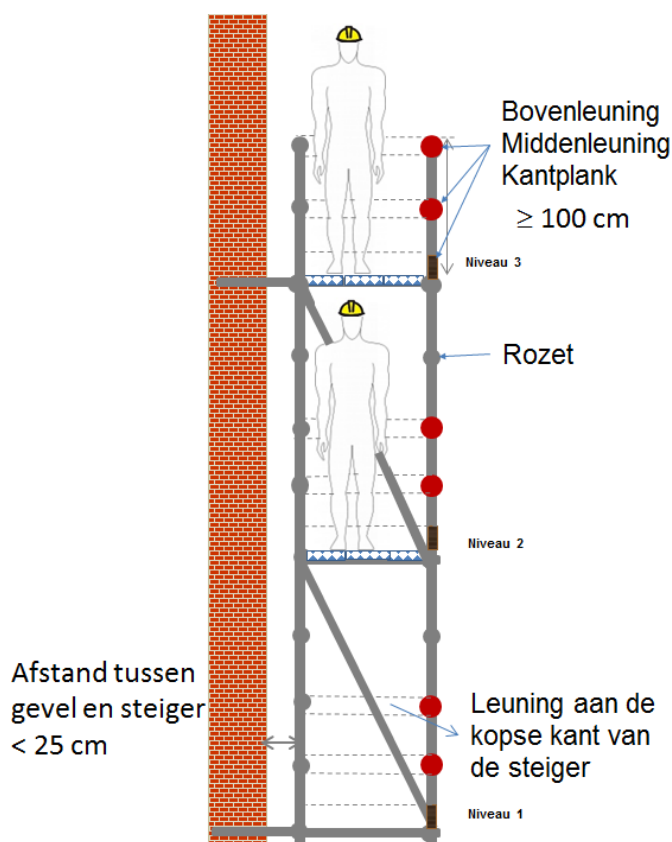 Bovenleuning
Middenleuning
Kantplank
≥ 100 cm
Niveau 3
Rozet
Niveau 2
Afstand tussen
gevel en steiger
< 25 cm
Leuning aan de
kopse kant van
de steiger
Niveau 1